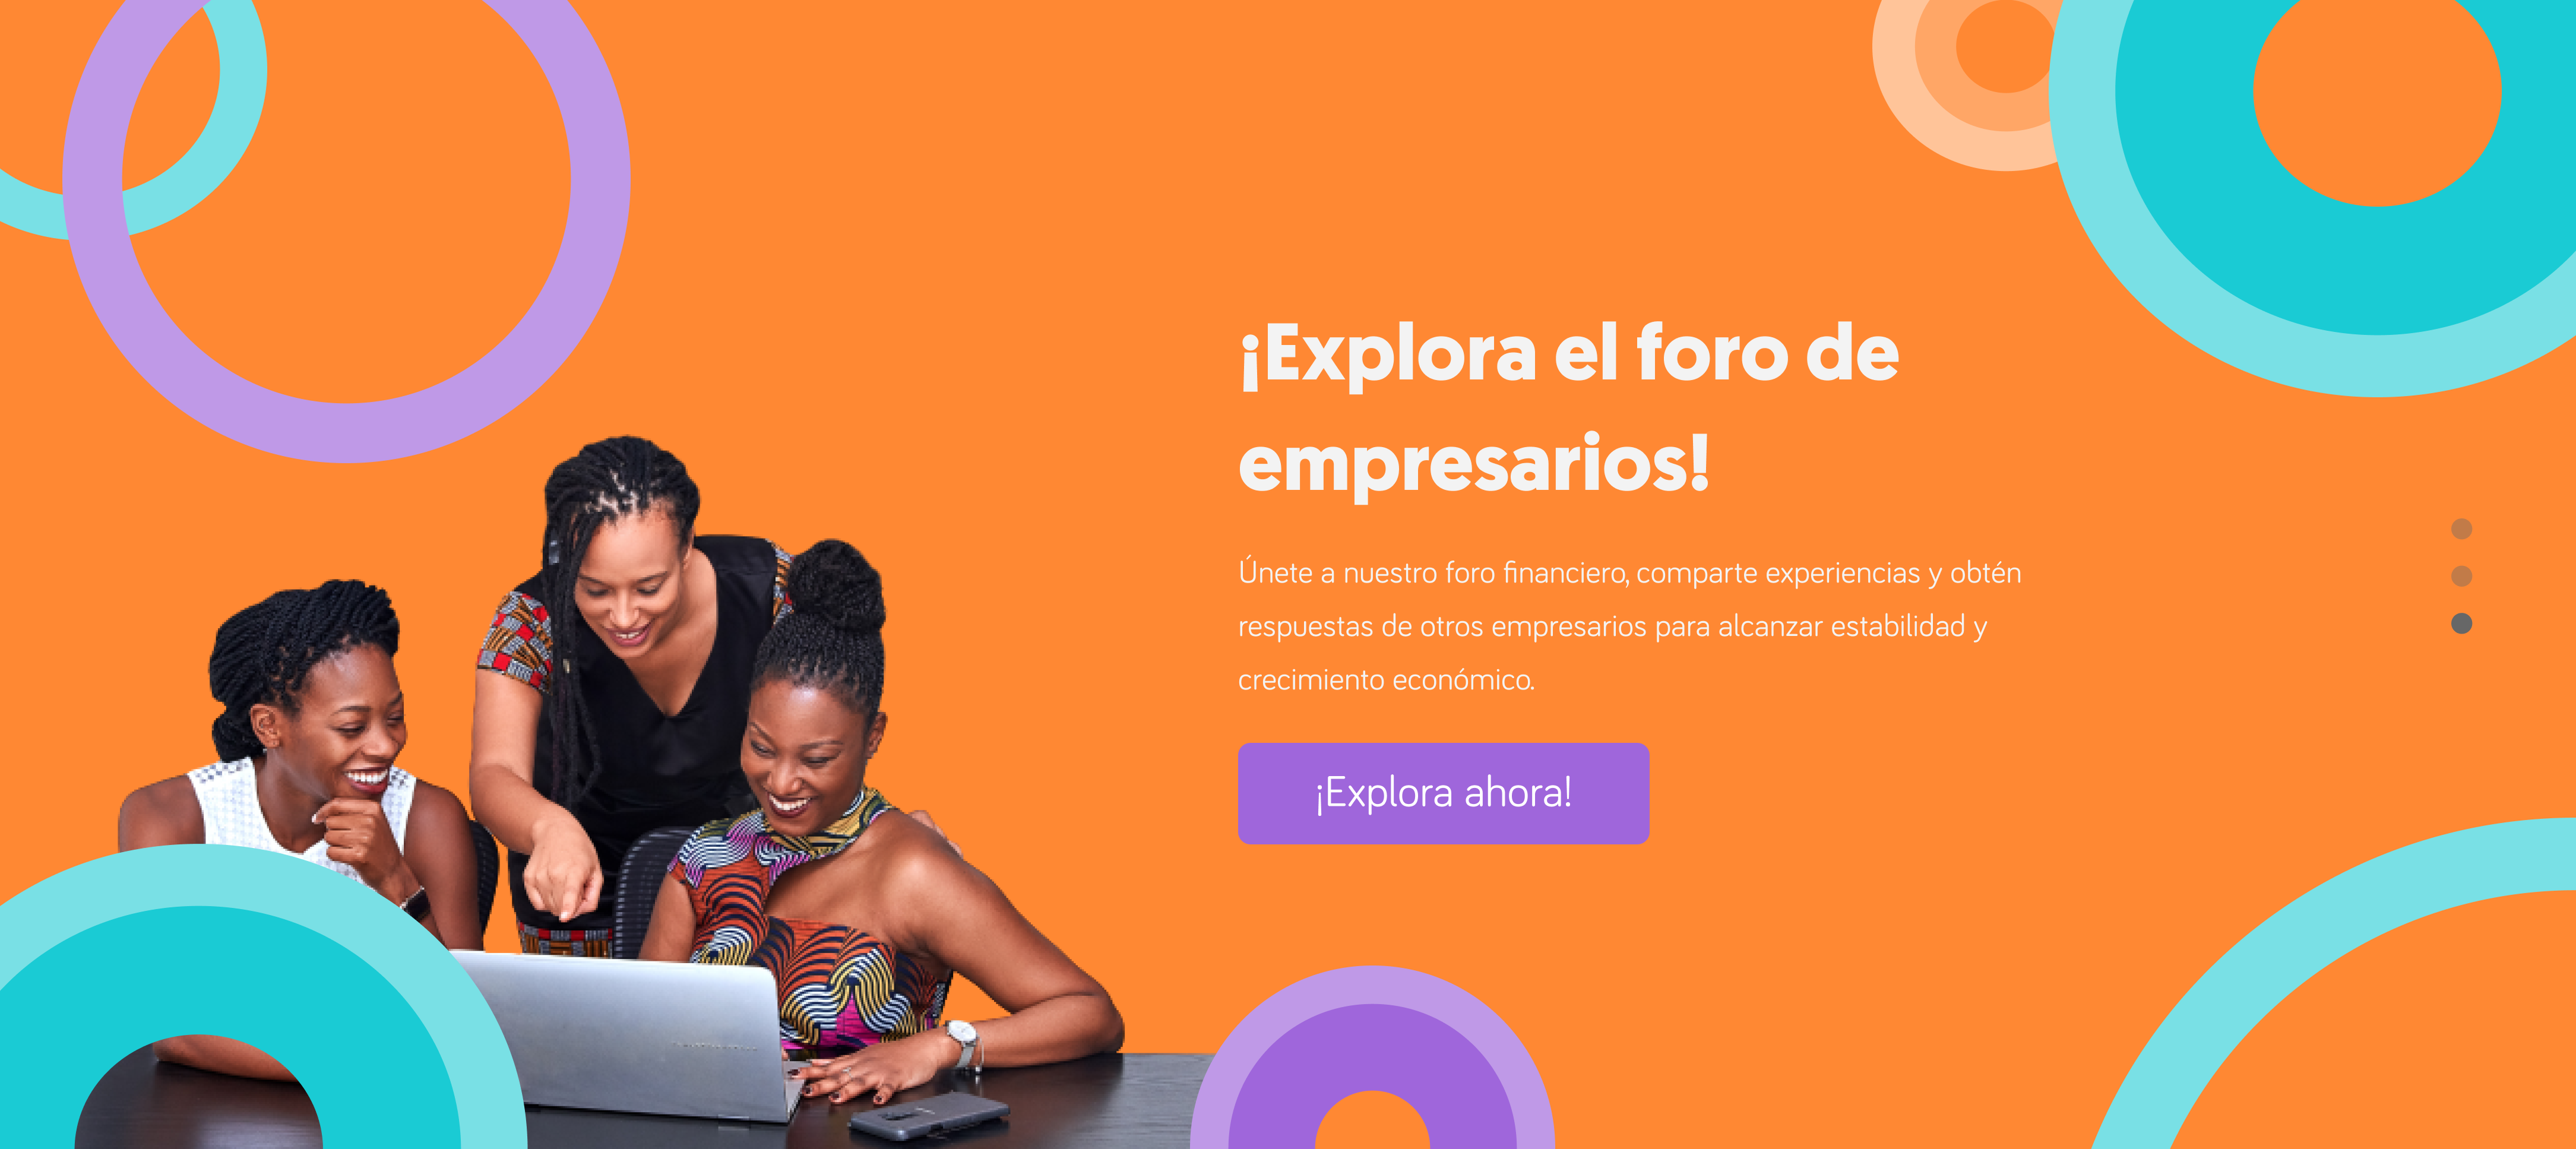 ¡Explora el foro de
empresarios!
Únete a nuestro foro financiero, comparte experiencias y obtén
respuestas de otros empresarios para alcanzar estabilidad y
crecimiento económico.
¡Explora ahora!